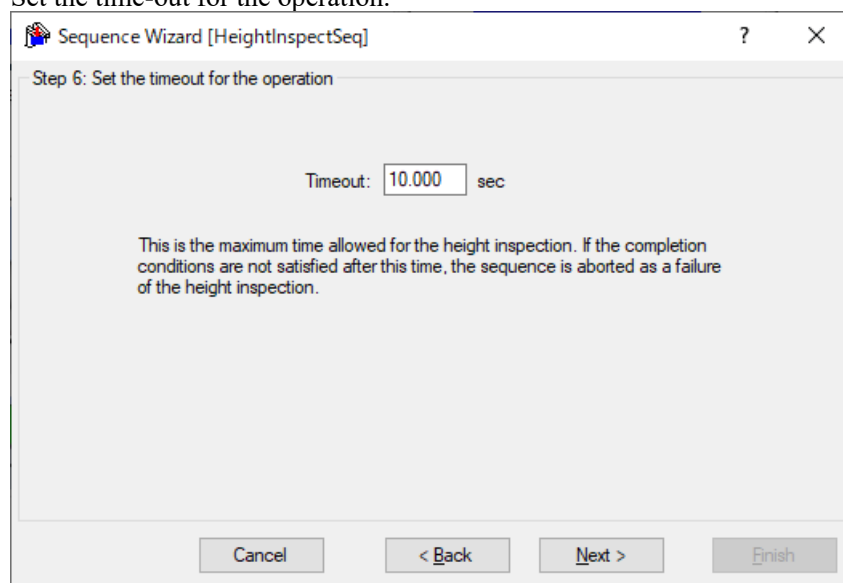 Set the time-out for the operation.
Sequence Wizard [HeightInspectSeq] ? ×
Step 6: Set the timeout for the operation
Timeout: 10.000 sec
This is the maximum time allowed for the height inspection. If the completion
conditions are not satisfied after this time, the sequence is aborted as a failure
of the height inspection.
Cancel < Back Next > Finish